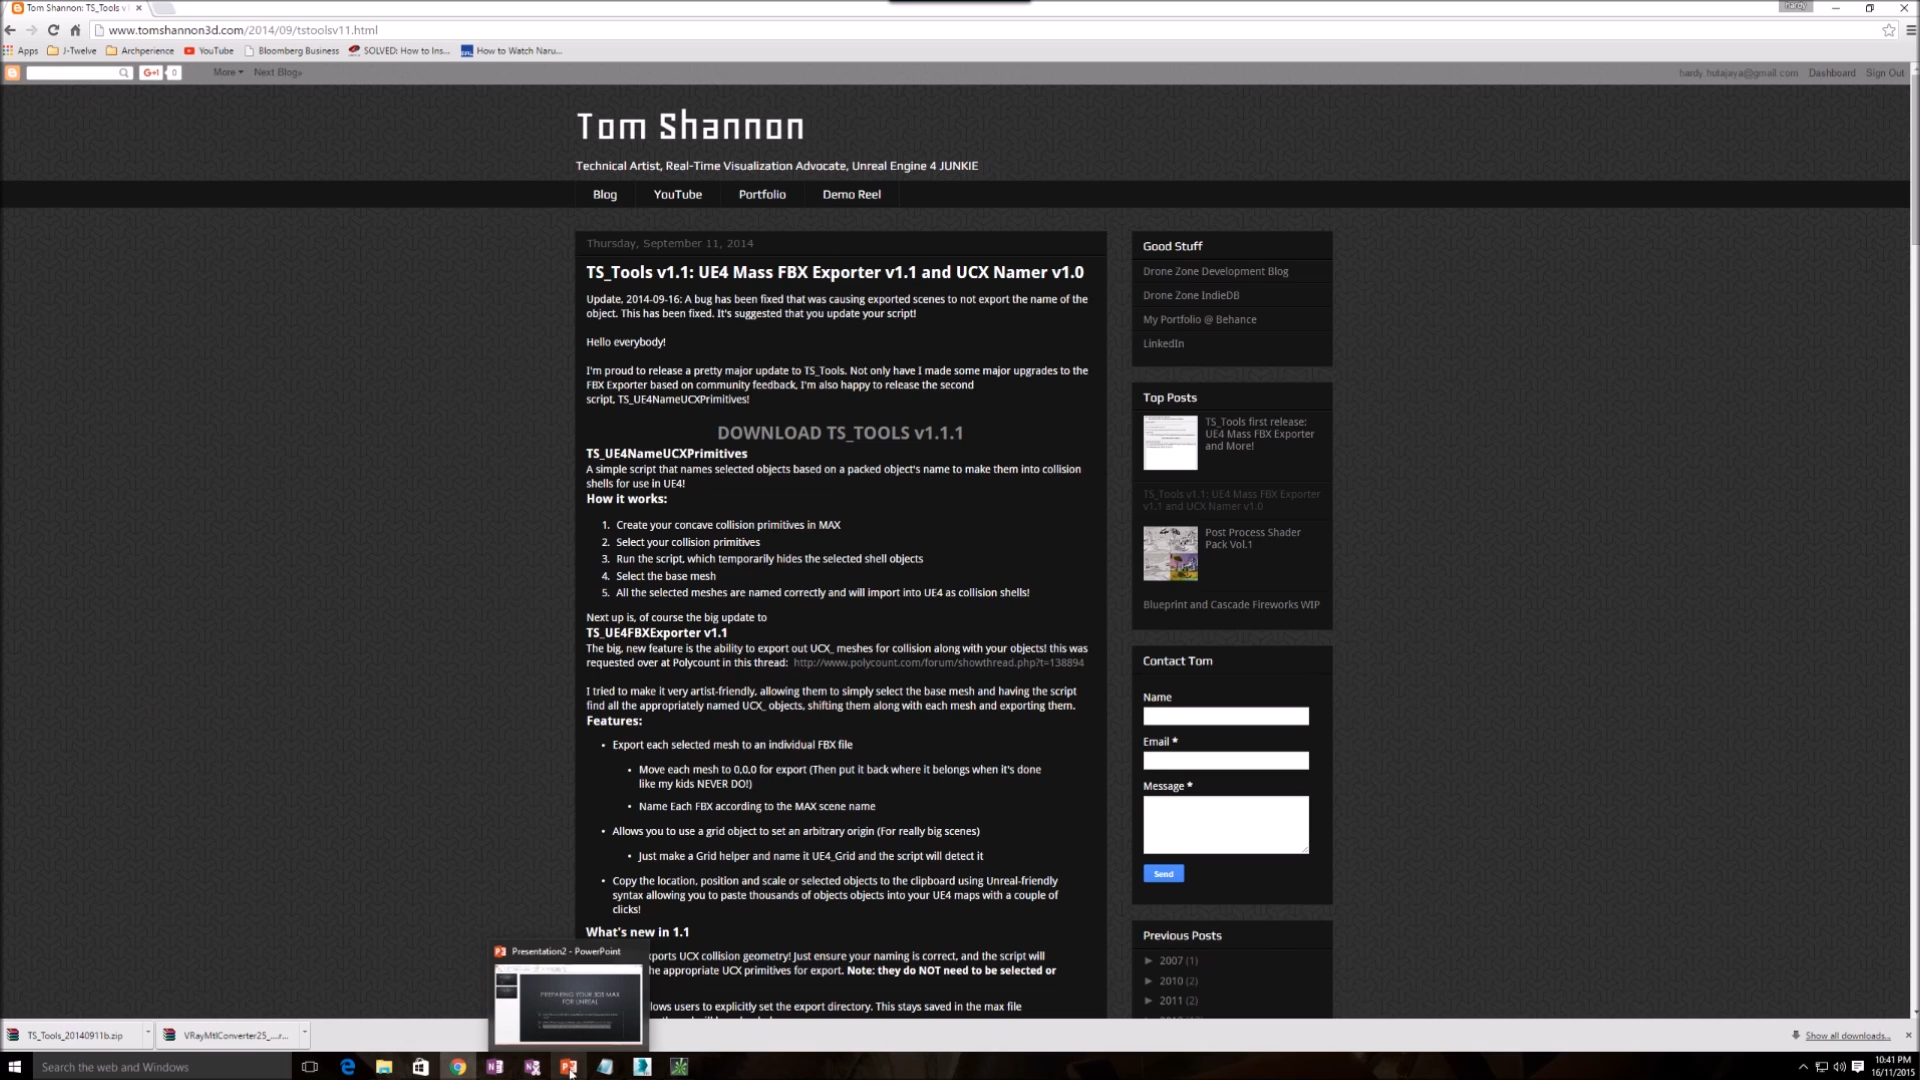 Tom Shannon: TS_Tools v1
hardy
www.tomshannon3d.com/2014/09/tstoolsv11.html
Apps J-Twelve Archperience YouTube Bloomberg Business SOLVED: How to Ins... How to Watch Naru...
G+1 0 More Next Blog» hardy.hutajaya@gmail.com Dashboard Sign Out
Tom Shannon
Technical Artist, Real-Time Visualization Advocate, Unreal Engine 4 JUNKIE
Blog YouTube Portfolio Demo Reel
Thursday, September 11, 2014
TS_Tools v1.1: UE4 Mass FBX Exporter v1.1 and UCX Namer v1.0
Update, 2014-09-16: A bug has been fixed that was causing exported scenes to not export the name of the
object. This has been fixed. It's suggested that you update your script!
Hello everybody!
I'm proud to release a pretty major update to TS_Tools. Not only have I made some major upgrades to the
FBX Exporter based on community feedback, I'm also happy to release the second
script, TS_UE4NameUCXPrimitives!
DOWNLOAD TS_TOOLS v1.1.1
TS_UE4NameUCXPrimitives
A simple script that names selected objects based on a packed object's name to make them into collision
shells for use in UE4!
How it works:
1. Create your concave collision primitives in MAX
2. Select your collision primitives
3. Run the script, which temporarily hides the selected shell objects
4. Select the base mesh
5. All the selected meshes are named correctly and will import into UE4 as collision shells!
Next up is, of course the big update to
TS_UE4FBXExporter v1.1
The big, new feature is the ability to export out UCX_ meshes for collision along with your objects! this was
requested over at Polycount in this thread: http://www.polycount.com/forum/showthread.php?t=138894
I tried to make it very artist-friendly, allowing them to simply select the base mesh and having the script
find all the appropriately named UCX_ objects, shifting them along with each mesh and exporting them.
Features:
• Export each selected mesh to an individual FBX file
• Move each mesh to 0,0,0 for export (Then put it back where it belongs when it's done
like my kids NEVER DO!)
• Name Each FBX according to the MAX scene name
• Allows you to use a grid object to set an arbitrary origin (For really big scenes)
• Just make a Grid helper and name it UE4_Grid and the script will detect it
• Copy the location, position and scale or selected objects to the clipboard using Unreal-friendly
syntax allowing you to paste thousands of objects objects into your UE4 maps with a couple of
clicks!
What's new in 1.1
xports UCX collision geometry! Just ensure your naming is correct, and the script will
he appropriate UCX primitives for export. Note: they do NOT need to be selected or
lows users to explicitly set the export directory. This stays saved in the max file
Good Stuff
Drone Zone Development Blog
Drone Zone IndieDB
My Portfolio @ Behance
LinkedIn
Top Posts
TS_Tools first release:
UE4 Mass FBX Exporter
and More!
TS_Tools v1.1: UE4 Mass FBX Exporter
v1.1 and UCX Namer v1.0
Post Process Shader
Pack Vol.1
Blueprint and Cascade Fireworks WIP
Contact Tom
Name
Email *
Message *
Send
Previous Posts
► 2007 (1)
► 2010 (2)
► 2011 (2)
Presentation2 - PowerPoint
PREPARING YOUR 3DS MAX
FOR UNREAL
TS_Tools_20140911b.zip VRayMtlConverter25_....r... Show all downloads...
Search the web and Windows
10:41 PM
16/11/2015